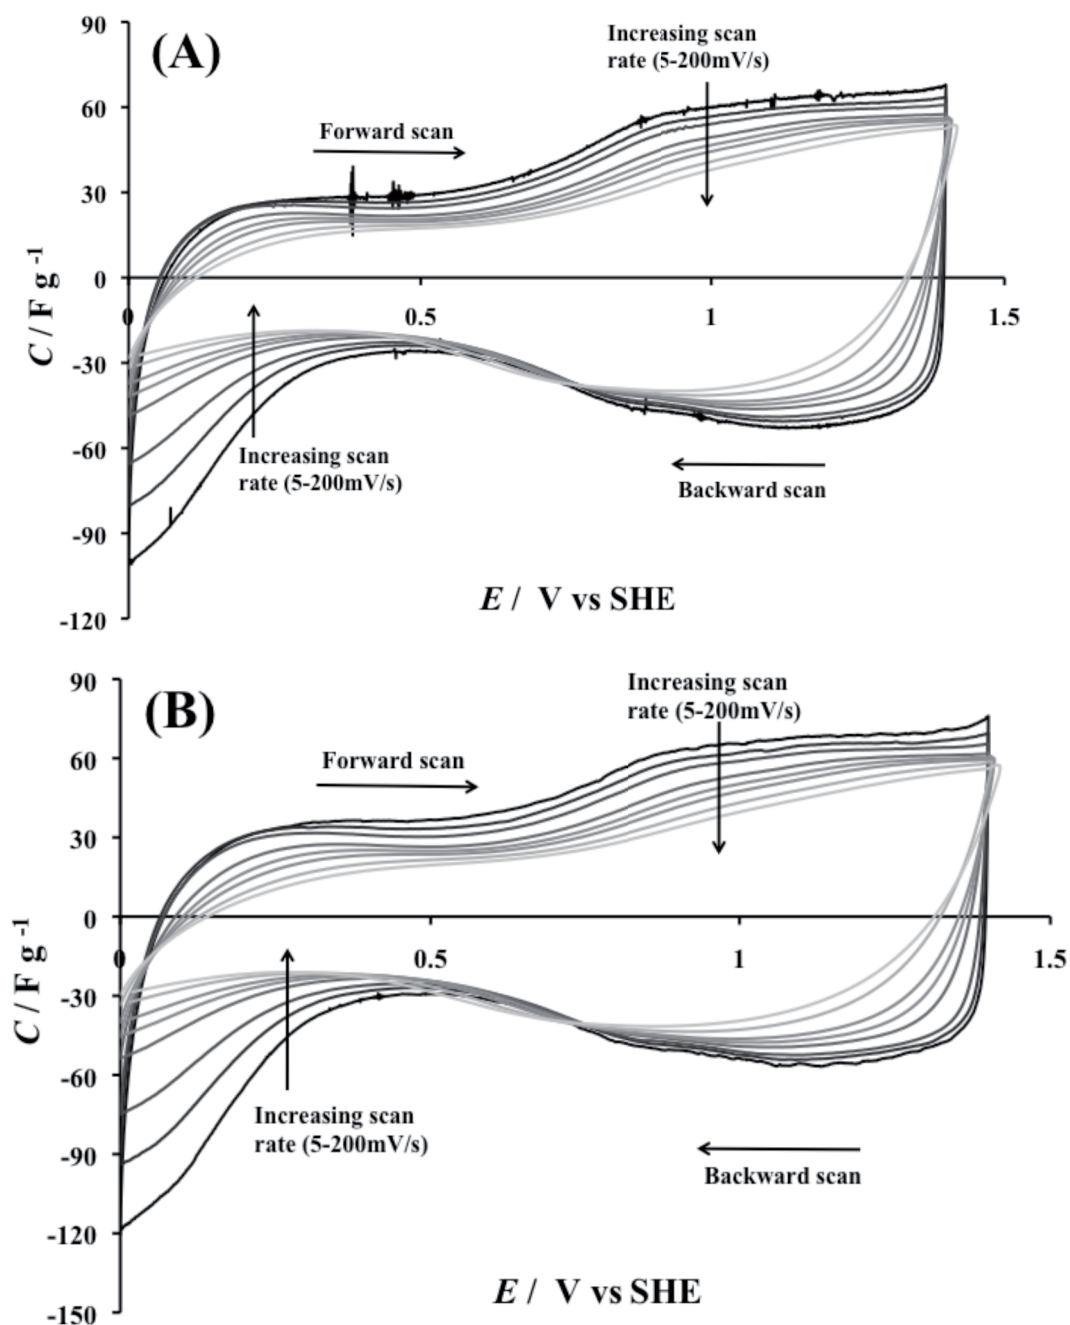 90
(A)
Increasing scan
rate (5-200mV/s)
60
Forward scan
30
0
0
0.5
1
1.5
C / F g -1
-30
Increasing scan
rate (5-200mV/s)
-60
Backward scan
-90
E / V vs SHE
-120
90
(B)
Increasing scan
rate (5-200mV/s)
60
Forward scan
30
0
0
0.5
1
1.5
C / F g -1
-30
-60
Increasing scan
rate (5-200mV/s)
-90
Backward scan
-120
E / V vs SHE
-150